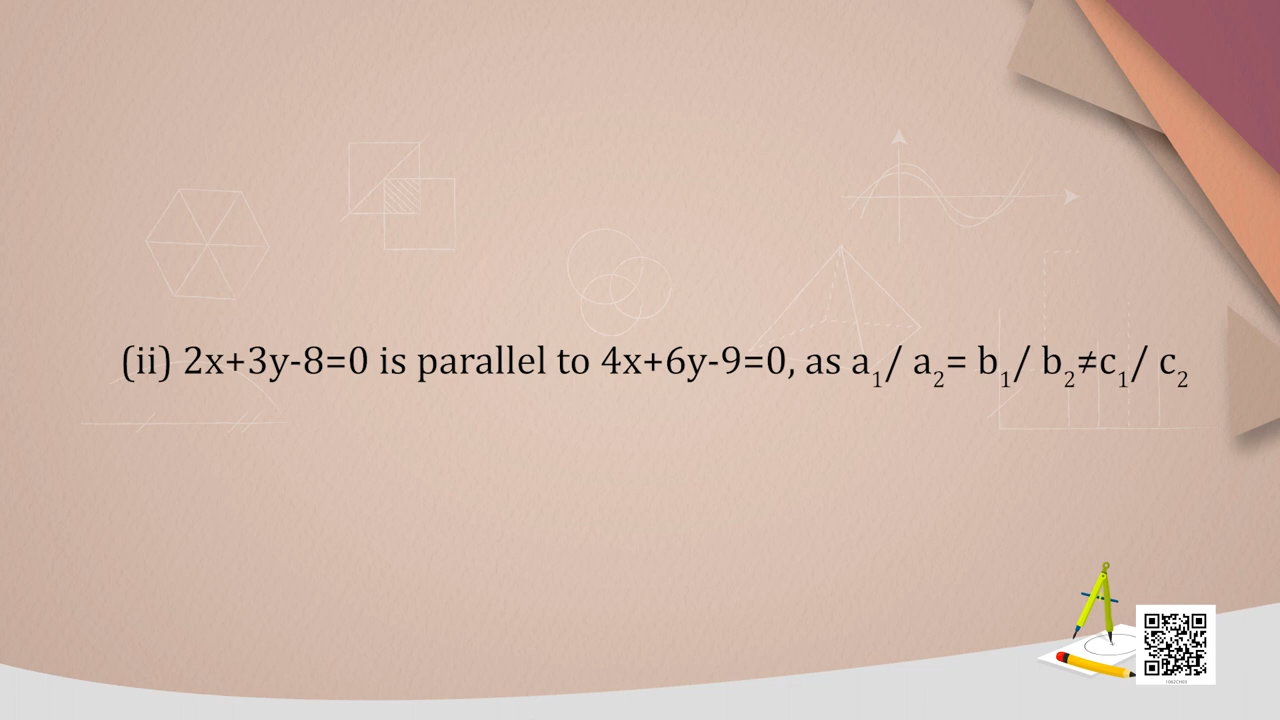 (ii) 2x+3y-8=0 is parallel to 4x+6y-9=0, as a₁/ a₂= b₁/ b₂≠c₁/ c₂